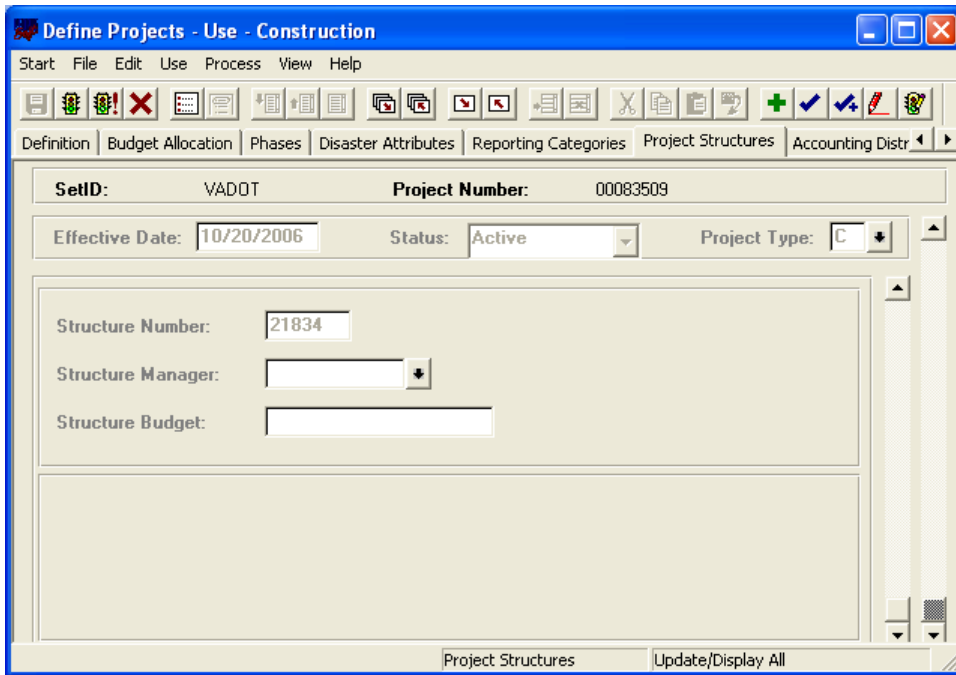 Define Projects - Use - Construction
Start File Edit Use Process View Help
Definition Budget Allocation Phases Disaster Attributes Reporting Categories Project Structures Accounting Distr
SetID: VADOT Project Number: 00083509
Effective Date: 10/20/2006 Status: Active Project Type: C
Structure Number: 21834
Structure Manager:
Structure Budget:
Project Structures Update/Display All